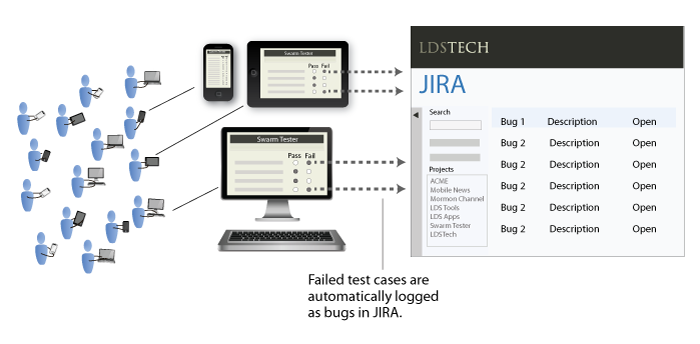 Swarm Tester
Pass Fail
Swarm Tester
Pass Fail
Failed test cases are
automatically logged
as bugs in JIRA.
LDSTECH
JIRA
Search
Projects
ACME
Mobile News
Mormon Channel
LDS Tools
LDS Apps
Swarm Tester
LDSTech
Bug 1 Description Open
Bug 2 Description Open
Bug 2 Description Open
Bug 2 Description Open
Bug 2 Description Open
Bug 2 Description Open